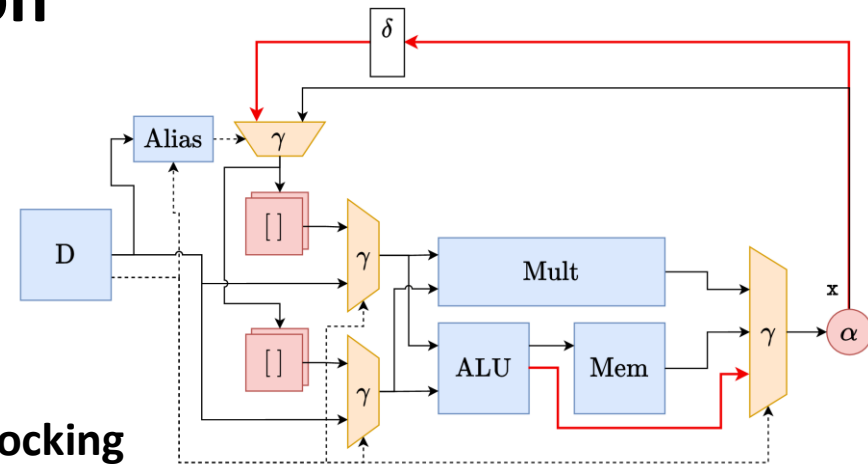 on
δ
Alias
γ
[ ]
γ
D
Mult
x
γ
α
[ ]
γ
ALU
Mem
ocking